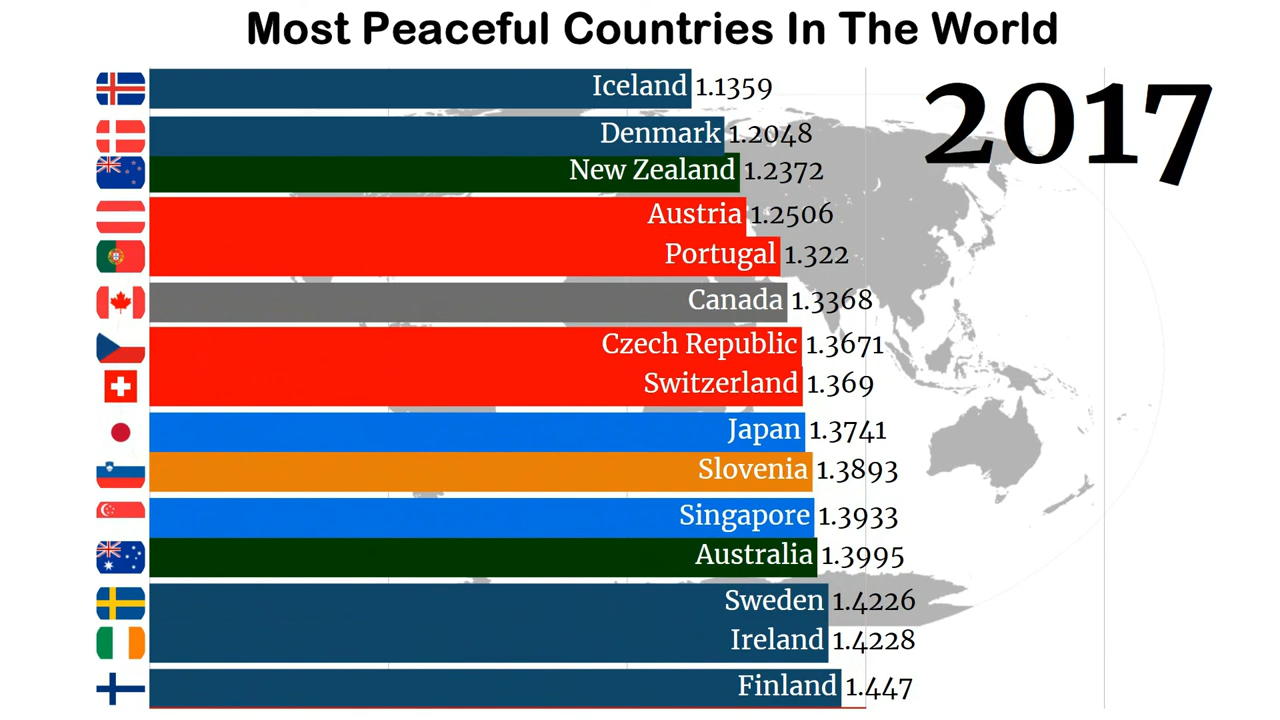 Most Peaceful Countries In The World
2017
Iceland 1.1359
Denmark 1.2048
New Zealand 1.2372
Austria 1.2506
Portugal 1.322
Canada 1.3368
Czech Republic 1.3671
Switzerland 1.369
Japan 1.3741
Slovenia 1.3893
Singapore 1.3933
Australia 1.3995
Sweden 1.4226
Ireland 1.4228
Finland 1.447